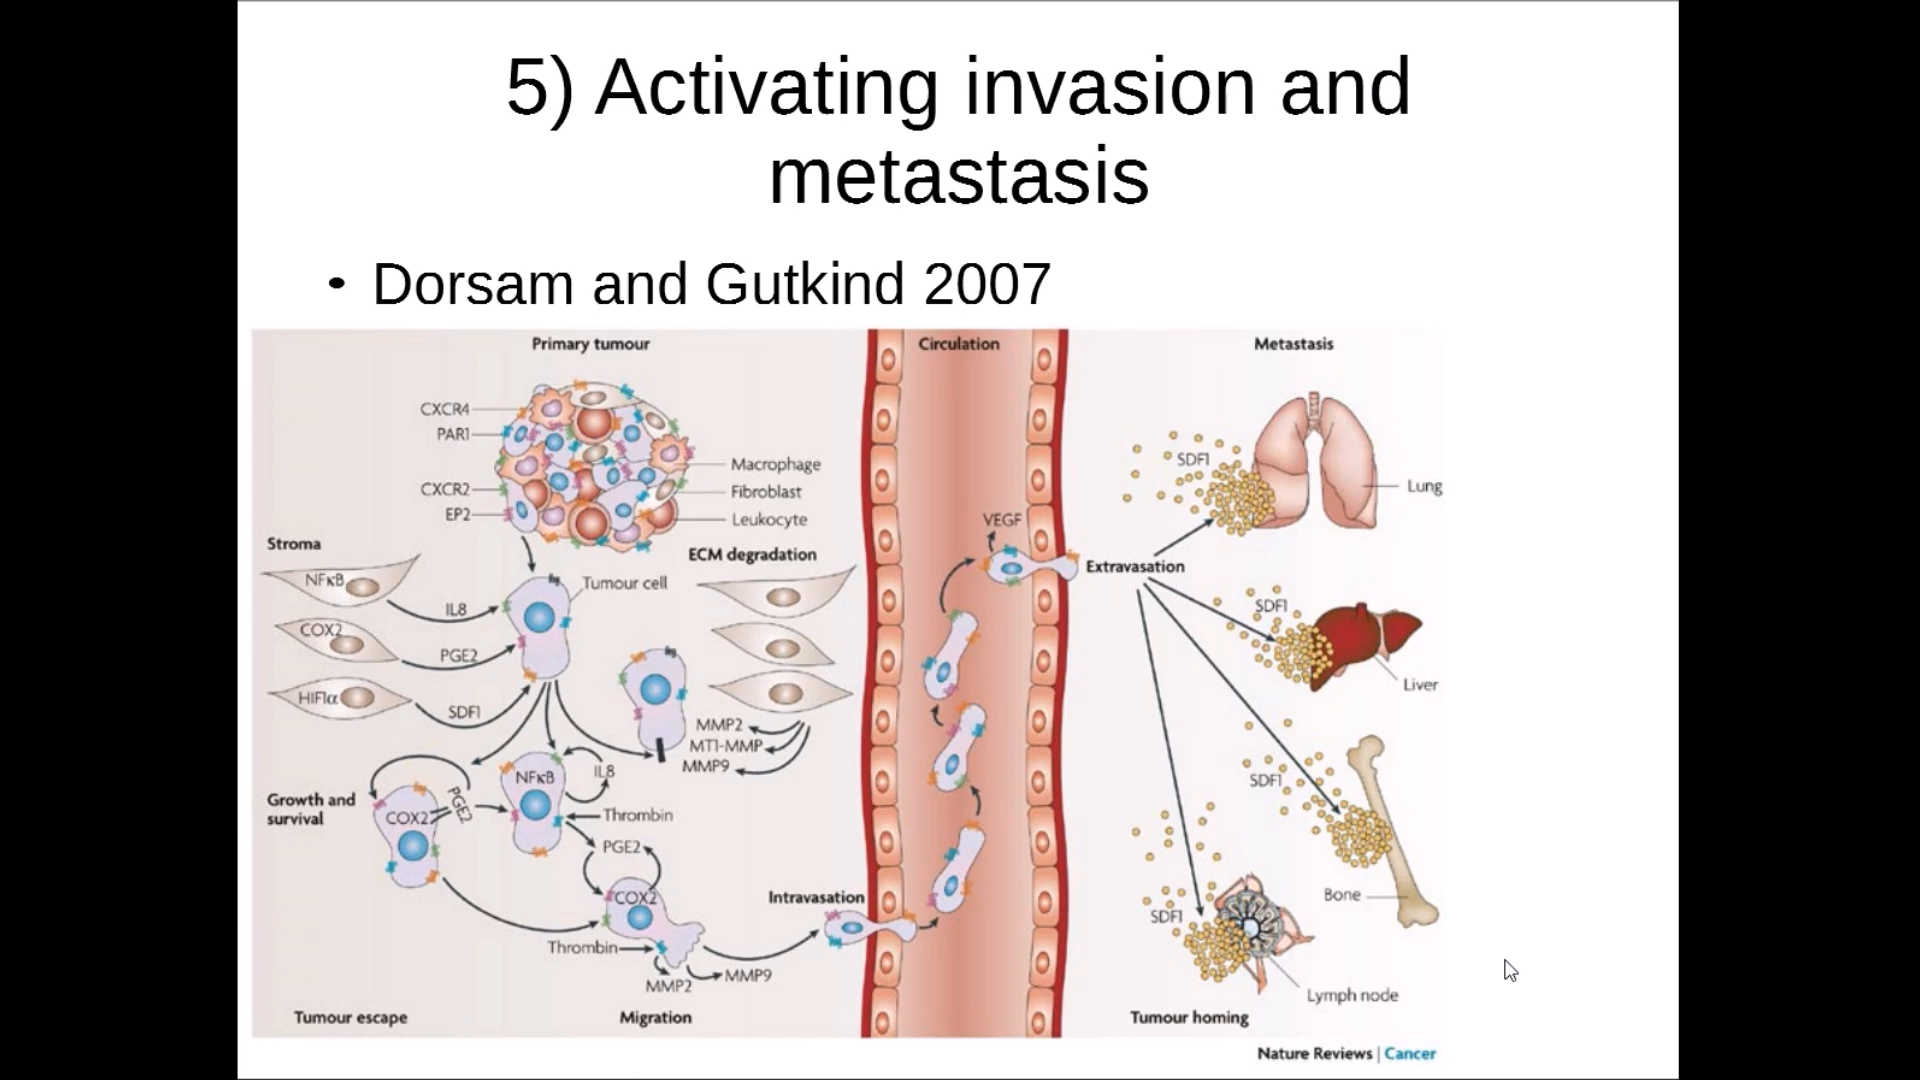 5) Activating invasion and
metastasis
• Dorsam and Gutkind 2007
Primary tumour
Circulation
Metastasis
CXCR4
PAR1
CXCR2
EP2
Macrophage
Fibroblast
Leukocyte
Stroma
NFκB
IL8
COX2
PGE2
HIF1α
SDF1
Tumour cell
ECM degradation
MMP2
MT1-MMP
MMP9
Growth and
survival
COX2
PGE2
NFκB
IL8
Thrombin
PGE2
COX2
Thrombin
MMP2
MMP9
Intravasation
VEGF
Extravasation
SDF1
Lung
SDF1
Liver
SDF1
Bone
SDF1
Lymph node
Tumour escape
Migration
Tumour homing
Nature Reviews | Cancer